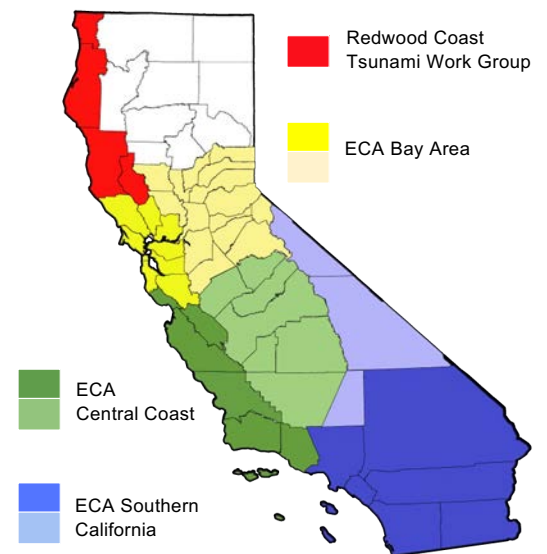 Redwood Coast
Tsunami Work Group
ECA Bay Area
ECA
Central Coast
ECA Southern
California